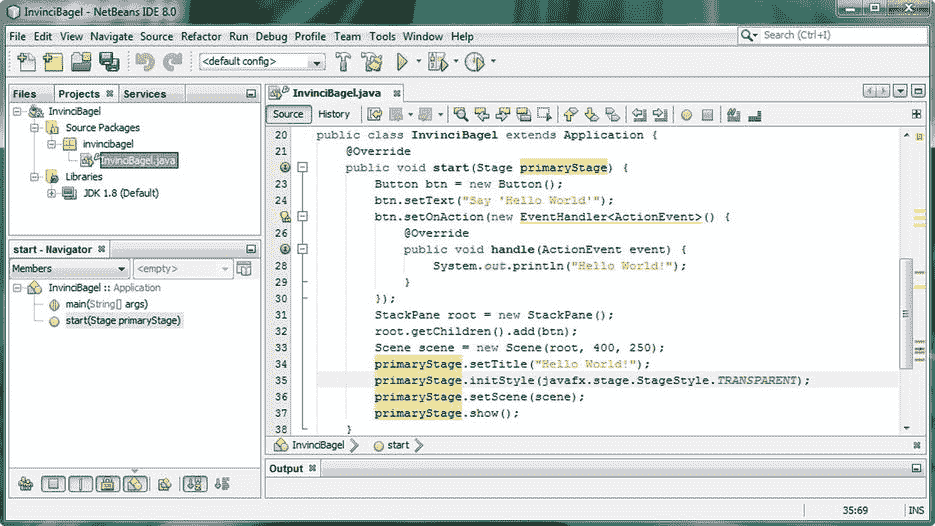 InvinciBagel - NetBeans IDE 8.0
File Edit View Navigate Source Refactor Run Debug Profile Team Tools Window Help
Search (Ctrl+I)
<default config>
Files Projects Services
InvinciBagel
Source Packages
invincibagel
InvinciBagel.java
Libraries
JDK 1.8 (Default)
start - Navigator
Members <empty>
InvinciBagel :: Application
main(String[] args)
start(Stage primaryStage)
InvinciBagel.java
Source History
20 public class InvinciBagel extends Application {
21 @Override
public void start(Stage primaryStage) {
23 Button btn = new Button();
24 btn.setText("Say 'Hello World'");
btn.setOnAction(new EventHandler<ActionEvent>() {
26 @Override
public void handle(ActionEvent event) {
28 System.out.println("Hello World!");
29 }
30 });
31 StackPane root = new StackPane();
32 root.getChildren().add(btn);
33 Scene scene = new Scene(root, 400, 250);
34 primaryStage.setTitle("Hello World!");
35 primaryStage.initStyle(javafx.stage.StageStyle.TRANSPARENT);
36 primaryStage.setScene(scene);
37 primaryStage.show();
38 }
InvinciBagel start
Output
35:69 INS